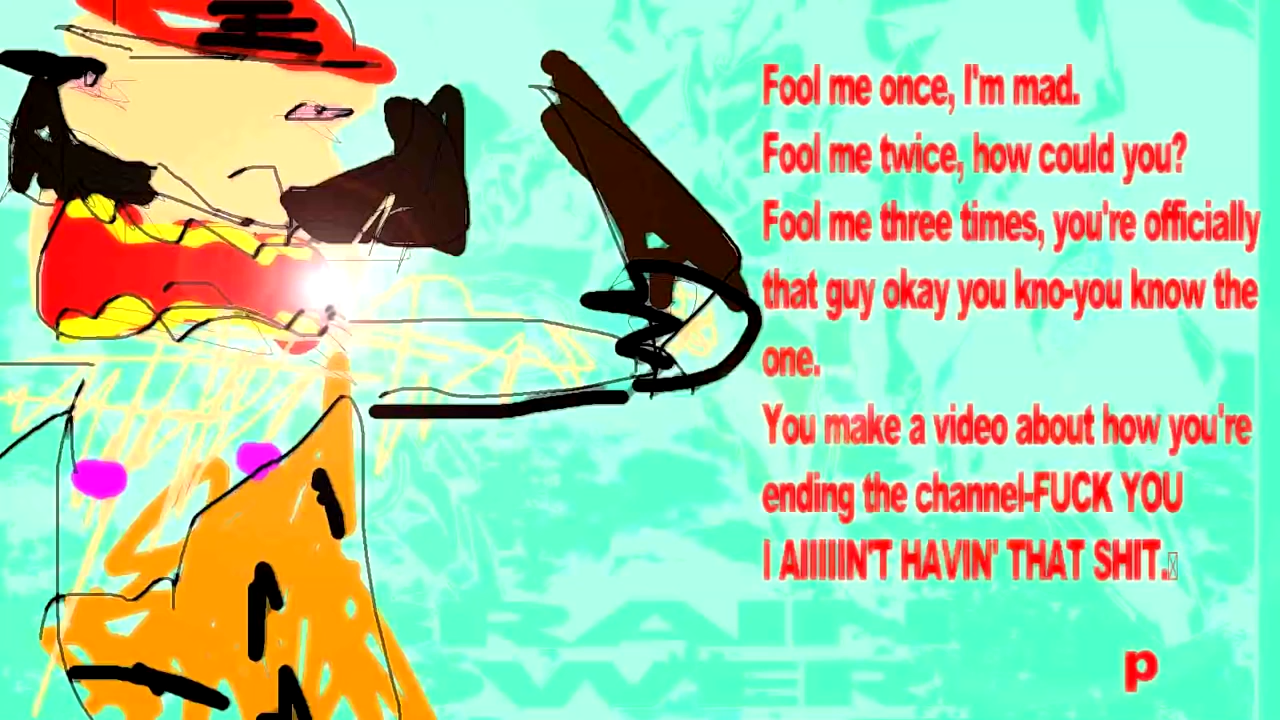 Fool me once, I'm mad.
Fool me twice, how could you?
Fool me three times, you're officially
that guy okay you kno-you know the
one.
You make a video about how you're
ending the channel-FUCK YOU
I AIIIIIN'T HAVIN' THAT SHIT.
RAIN
OWER
p